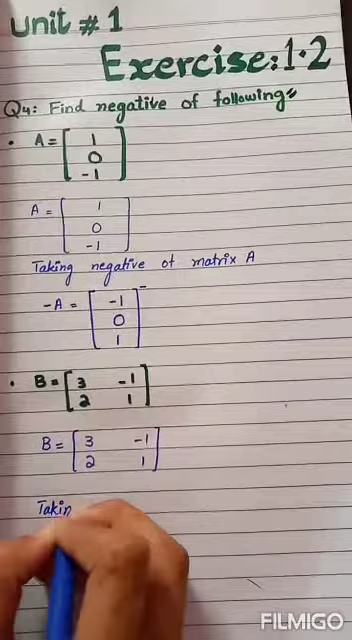 Unit # 1
Exercise: 1.2
Q4: Find negative of following
• A = [ 1
0
-1 ]
A = [ 1
0
-1 ]
Taking negative of matrix A
-A = [ -1
0
1 ]
• B = [ 3 -1
2 1 ]
B = [ 3 -1
2 1 ]
Takin
FILMIGO